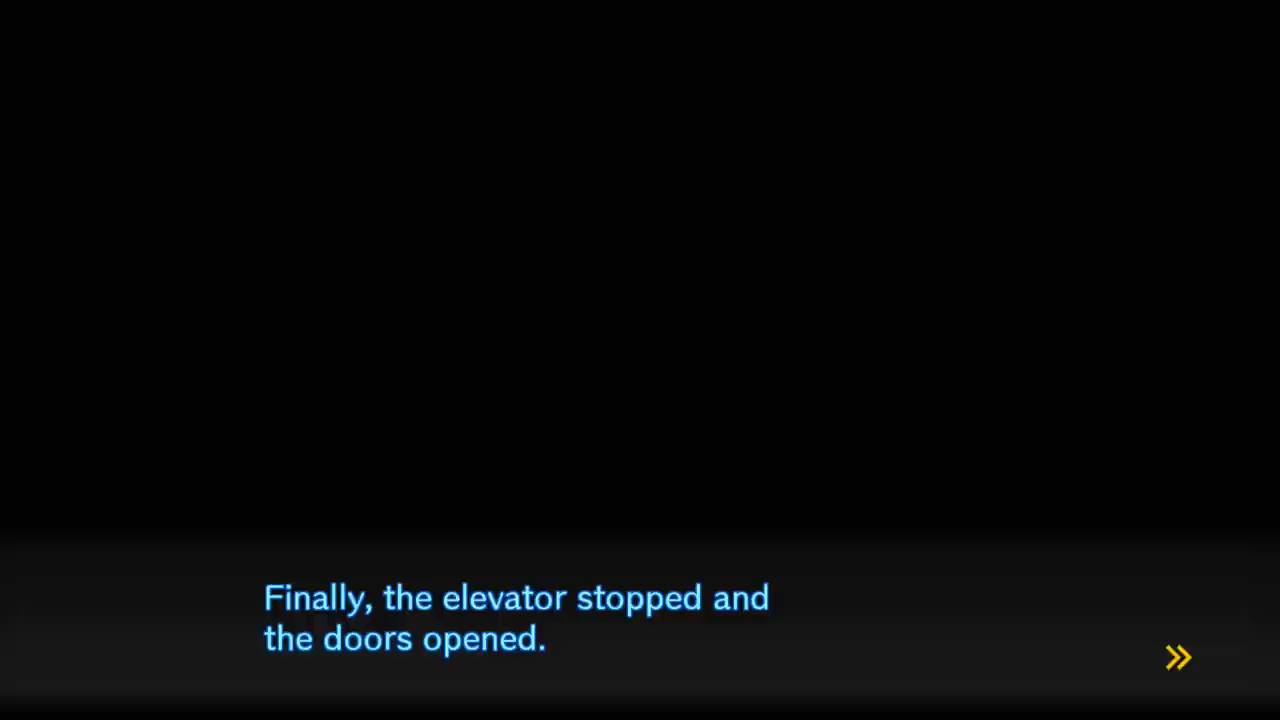 Finally, the elevator stopped and
the doors opened.